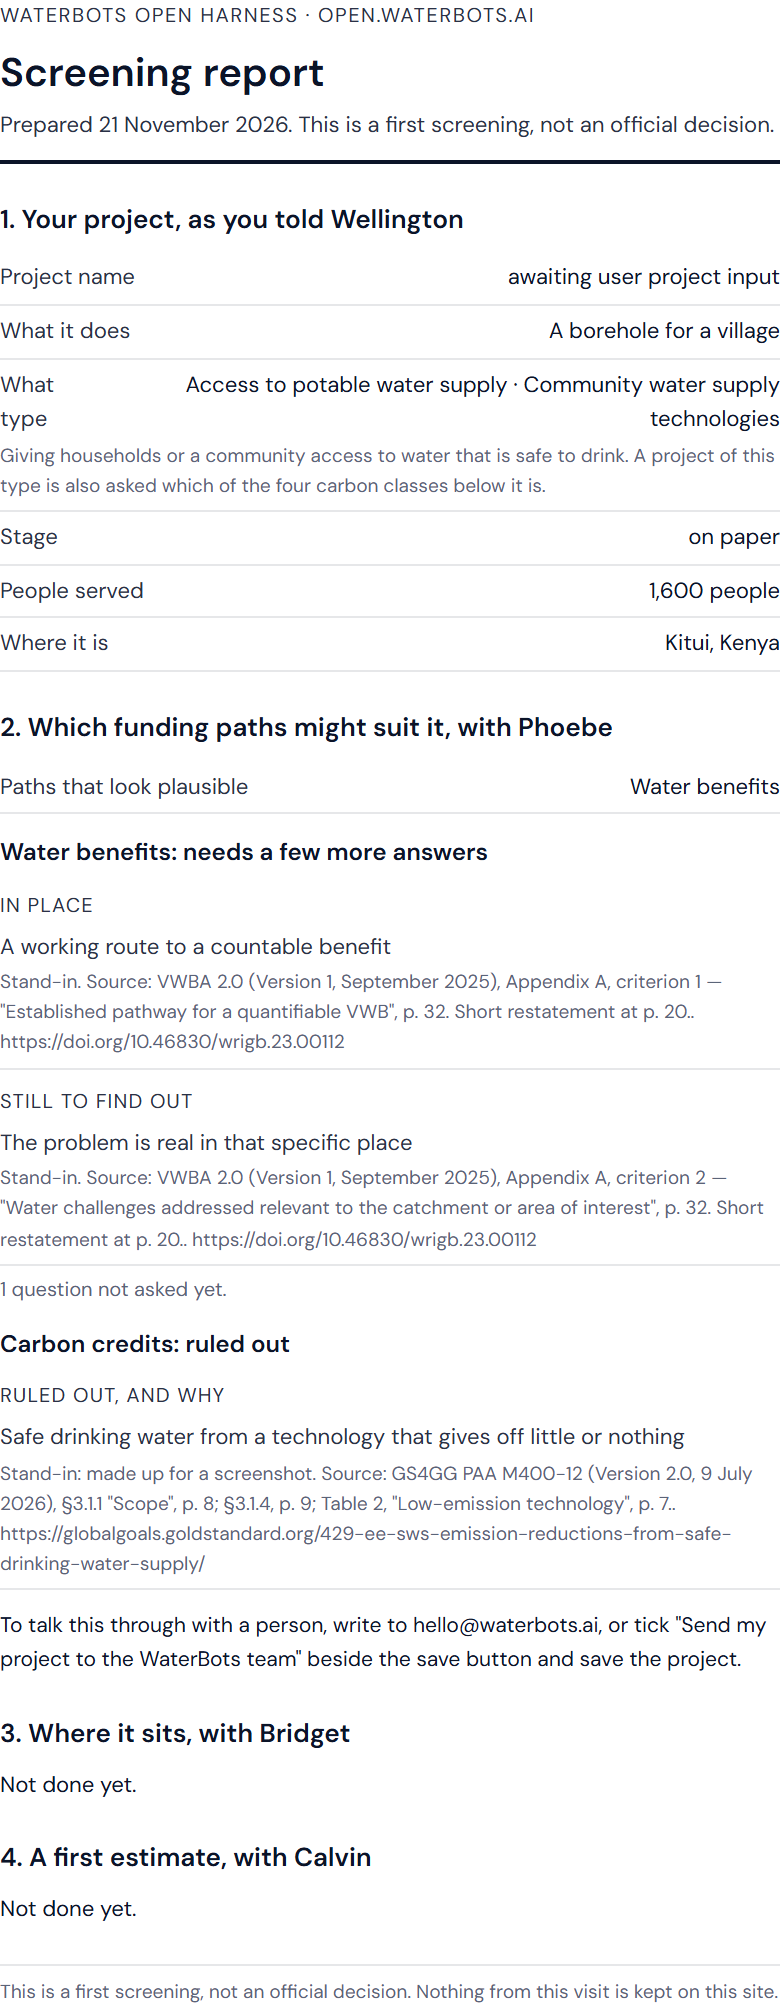 WATERBOTS OPEN HARNESS · OPEN.WATERBOTS.AI
Screening report
Prepared 21 November 2026. This is a first screening, not an official decision.
1. Your project, as you told Wellington
Project name awaiting user project input
What it does A borehole for a village
What type Access to potable water supply · Community water supply technologies
Giving households or a community access to water that is safe to drink. A project of this
type is also asked which of the four carbon classes below it is.
Stage on paper
People served 1,600 people
Where it is Kitui, Kenya
2. Which funding paths might suit it, with Phoebe
Paths that look plausible Water benefits
Water benefits: needs a few more answers
IN PLACE
A working route to a countable benefit
Stand-in. Source: VWBA 2.0 (Version 1, September 2025), Appendix A, criterion 1 —
"Established pathway for a quantifiable VWB", p. 32. Short restatement at p. 20..
https://doi.org/10.46830/wrigb.23.00112
STILL TO FIND OUT
The problem is real in that specific place
Stand-in. Source: VWBA 2.0 (Version 1, September 2025), Appendix A, criterion 2 —
"Water challenges addressed relevant to the catchment or area of interest", p. 32. Short
restatement at p. 20.. https://doi.org/10.46830/wrigb.23.00112
1 question not asked yet.
Carbon credits: ruled out
RULED OUT, AND WHY
Safe drinking water from a technology that gives off little or nothing
Stand-in: made up for a screenshot. Source: GS4GG PAA M400-12 (Version 2.0, 9 July
2026), §3.1.1 "Scope", p. 8; §3.1.4, p. 9; Table 2, "Low-emission technology", p. 7..
https://globalgoals.goldstandard.org/429-ee-sws-emission-reductions-from-safe-
drinking-water-supply/
To talk this through with a person, write to hello@waterbots.ai, or tick "Send my
project to the WaterBots team" beside the save button and save the project.
3. Where it sits, with Bridget
Not done yet.
4. A first estimate, with Calvin
Not done yet.
This is a first screening, not an official decision. Nothing from this visit is kept on this site.